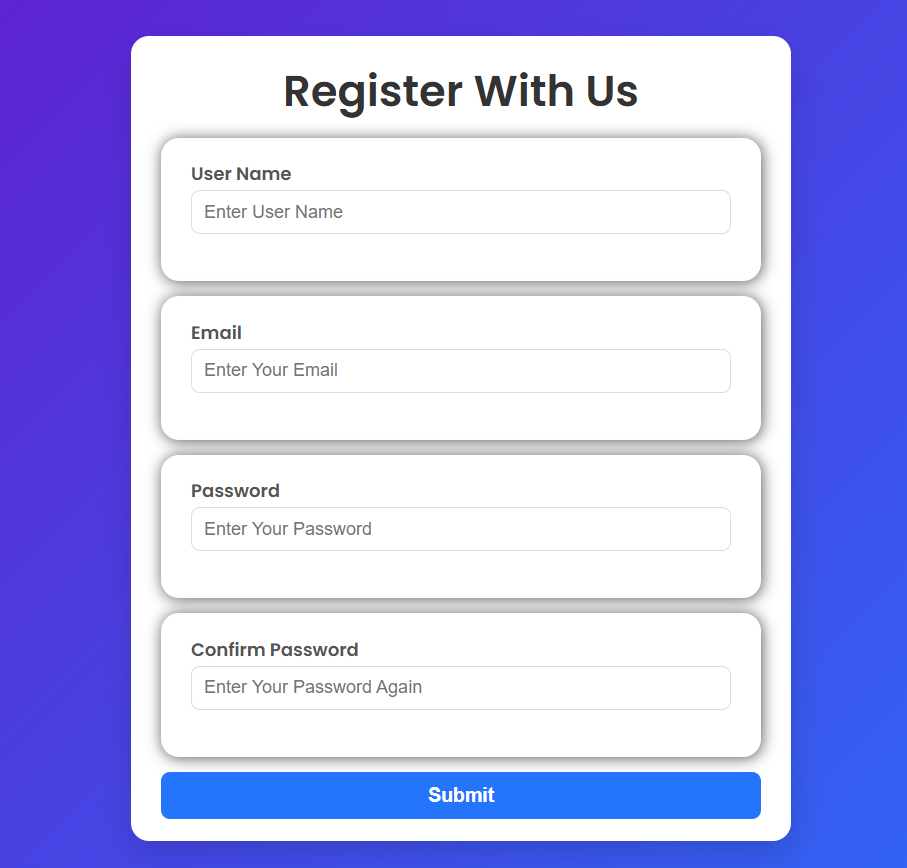 Register With Us
User Name
Enter User Name
Email
Enter Your Email
Password
Enter Your Password
Confirm Password
Enter Your Password Again
Submit